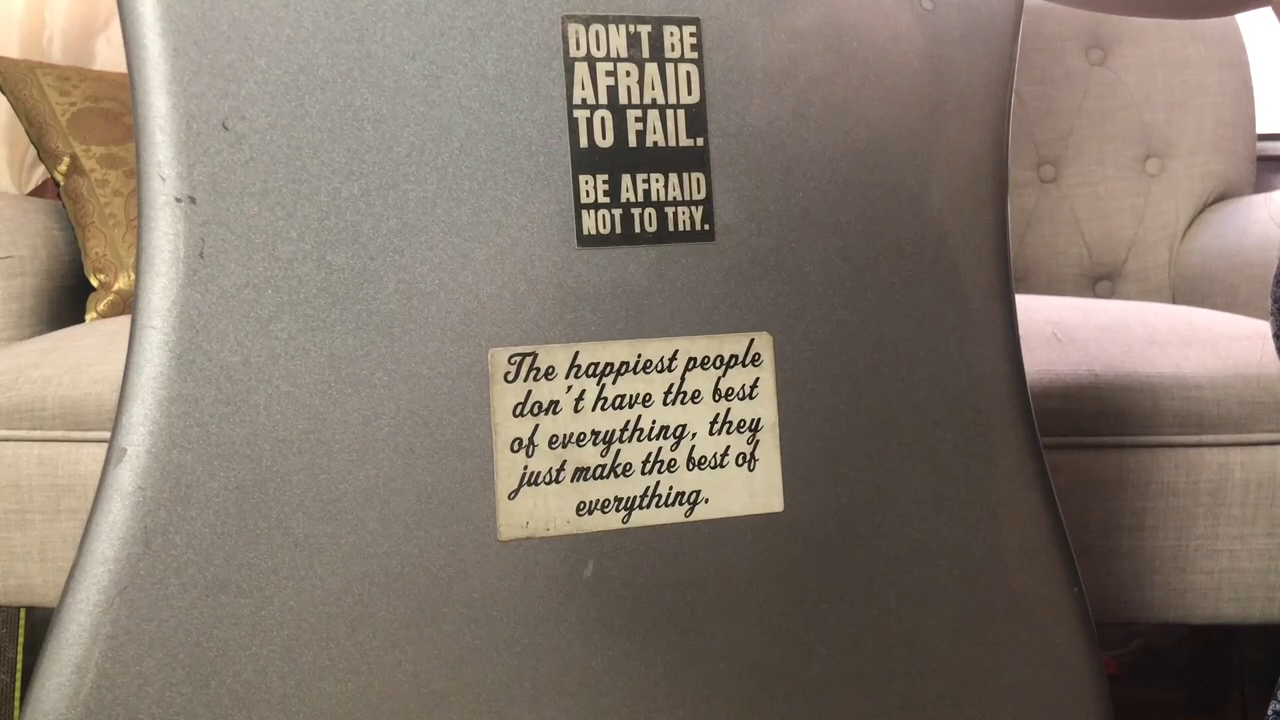 DON'T BE
AFRAID
TO FAIL.
BE AFRAID
NOT TO TRY.
The happiest people
don't have the best
of everything, they
just make the best of
everything.